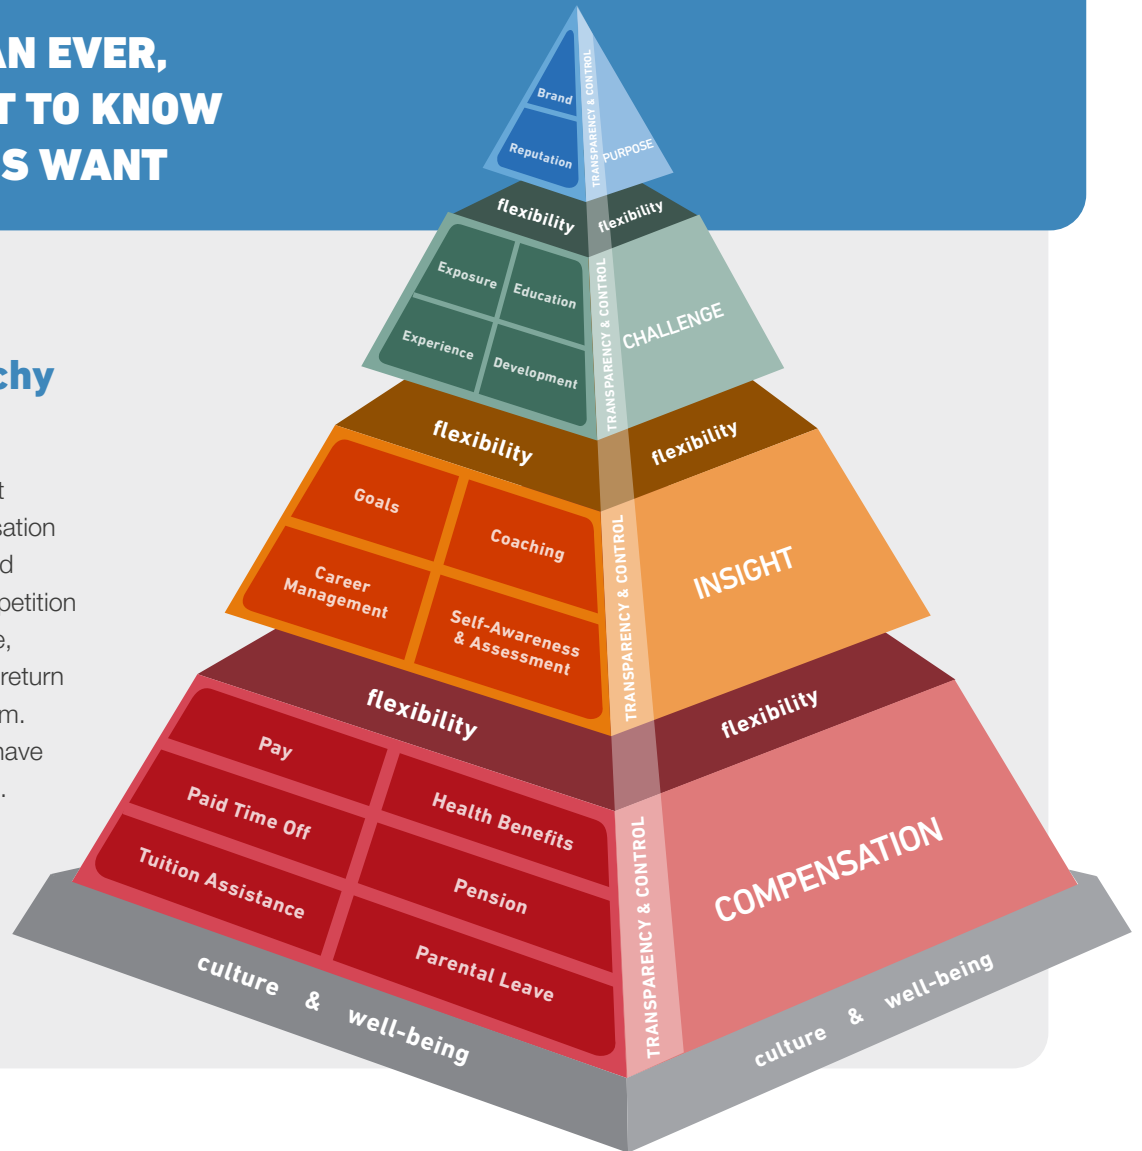 AN EVER,
T TO KNOW
S WANT
chy
t
sation
d
petition
e,
return
m.
have
.
Brand
Reputation
TRANSPARENCY & CONTROL
PURPOSE
flexibility
flexibility
Exposure
Education
Experience
Development
TRANSPARENCY & CONTROL
CHALLENGE
flexibility
flexibility
Goals
Coaching
Career
Management
Self-Awareness
& Assessment
TRANSPARENCY & CONTROL
INSIGHT
flexibility
flexibility
Pay
Health Benefits
Paid Time Off
Pension
Tuition Assistance
Parental Leave
TRANSPARENCY & CONTROL
COMPENSATION
culture & well-being
culture & well-being